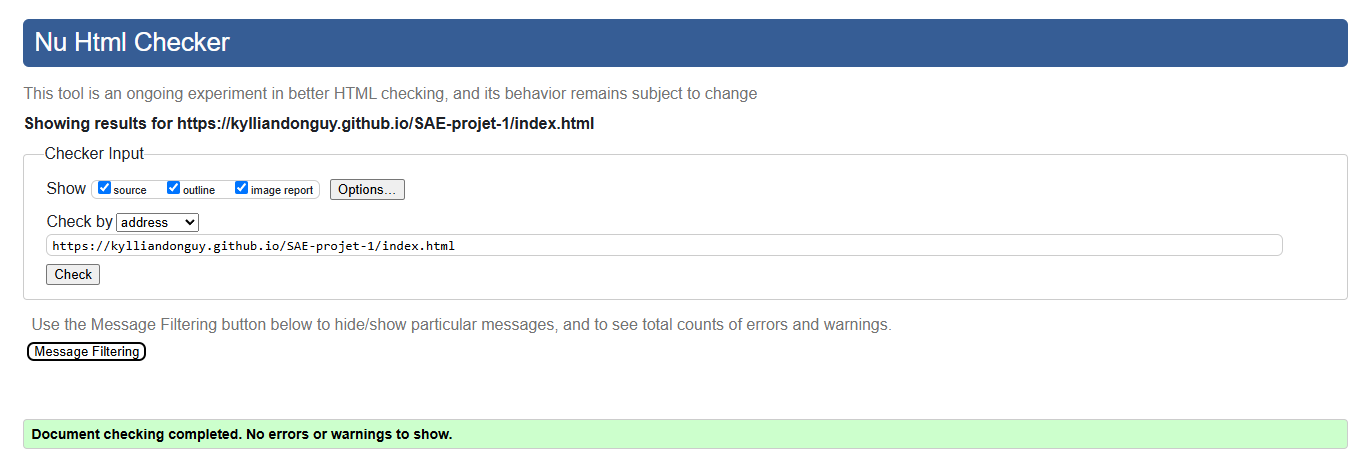 Nu Html Checker
This tool is an ongoing experiment in better HTML checking, and its behavior remains subject to change
Showing results for https://kylliandonguy.github.io/SAE-projet-1/index.html
Checker Input
Show source outline image report Options...
Check by address
https://kylliandonguy.github.io/SAE-projet-1/index.html
Check
Use the Message Filtering button below to hide/show particular messages, and to see total counts of errors and warnings.
Message Filtering
Document checking completed. No errors or warnings to show.